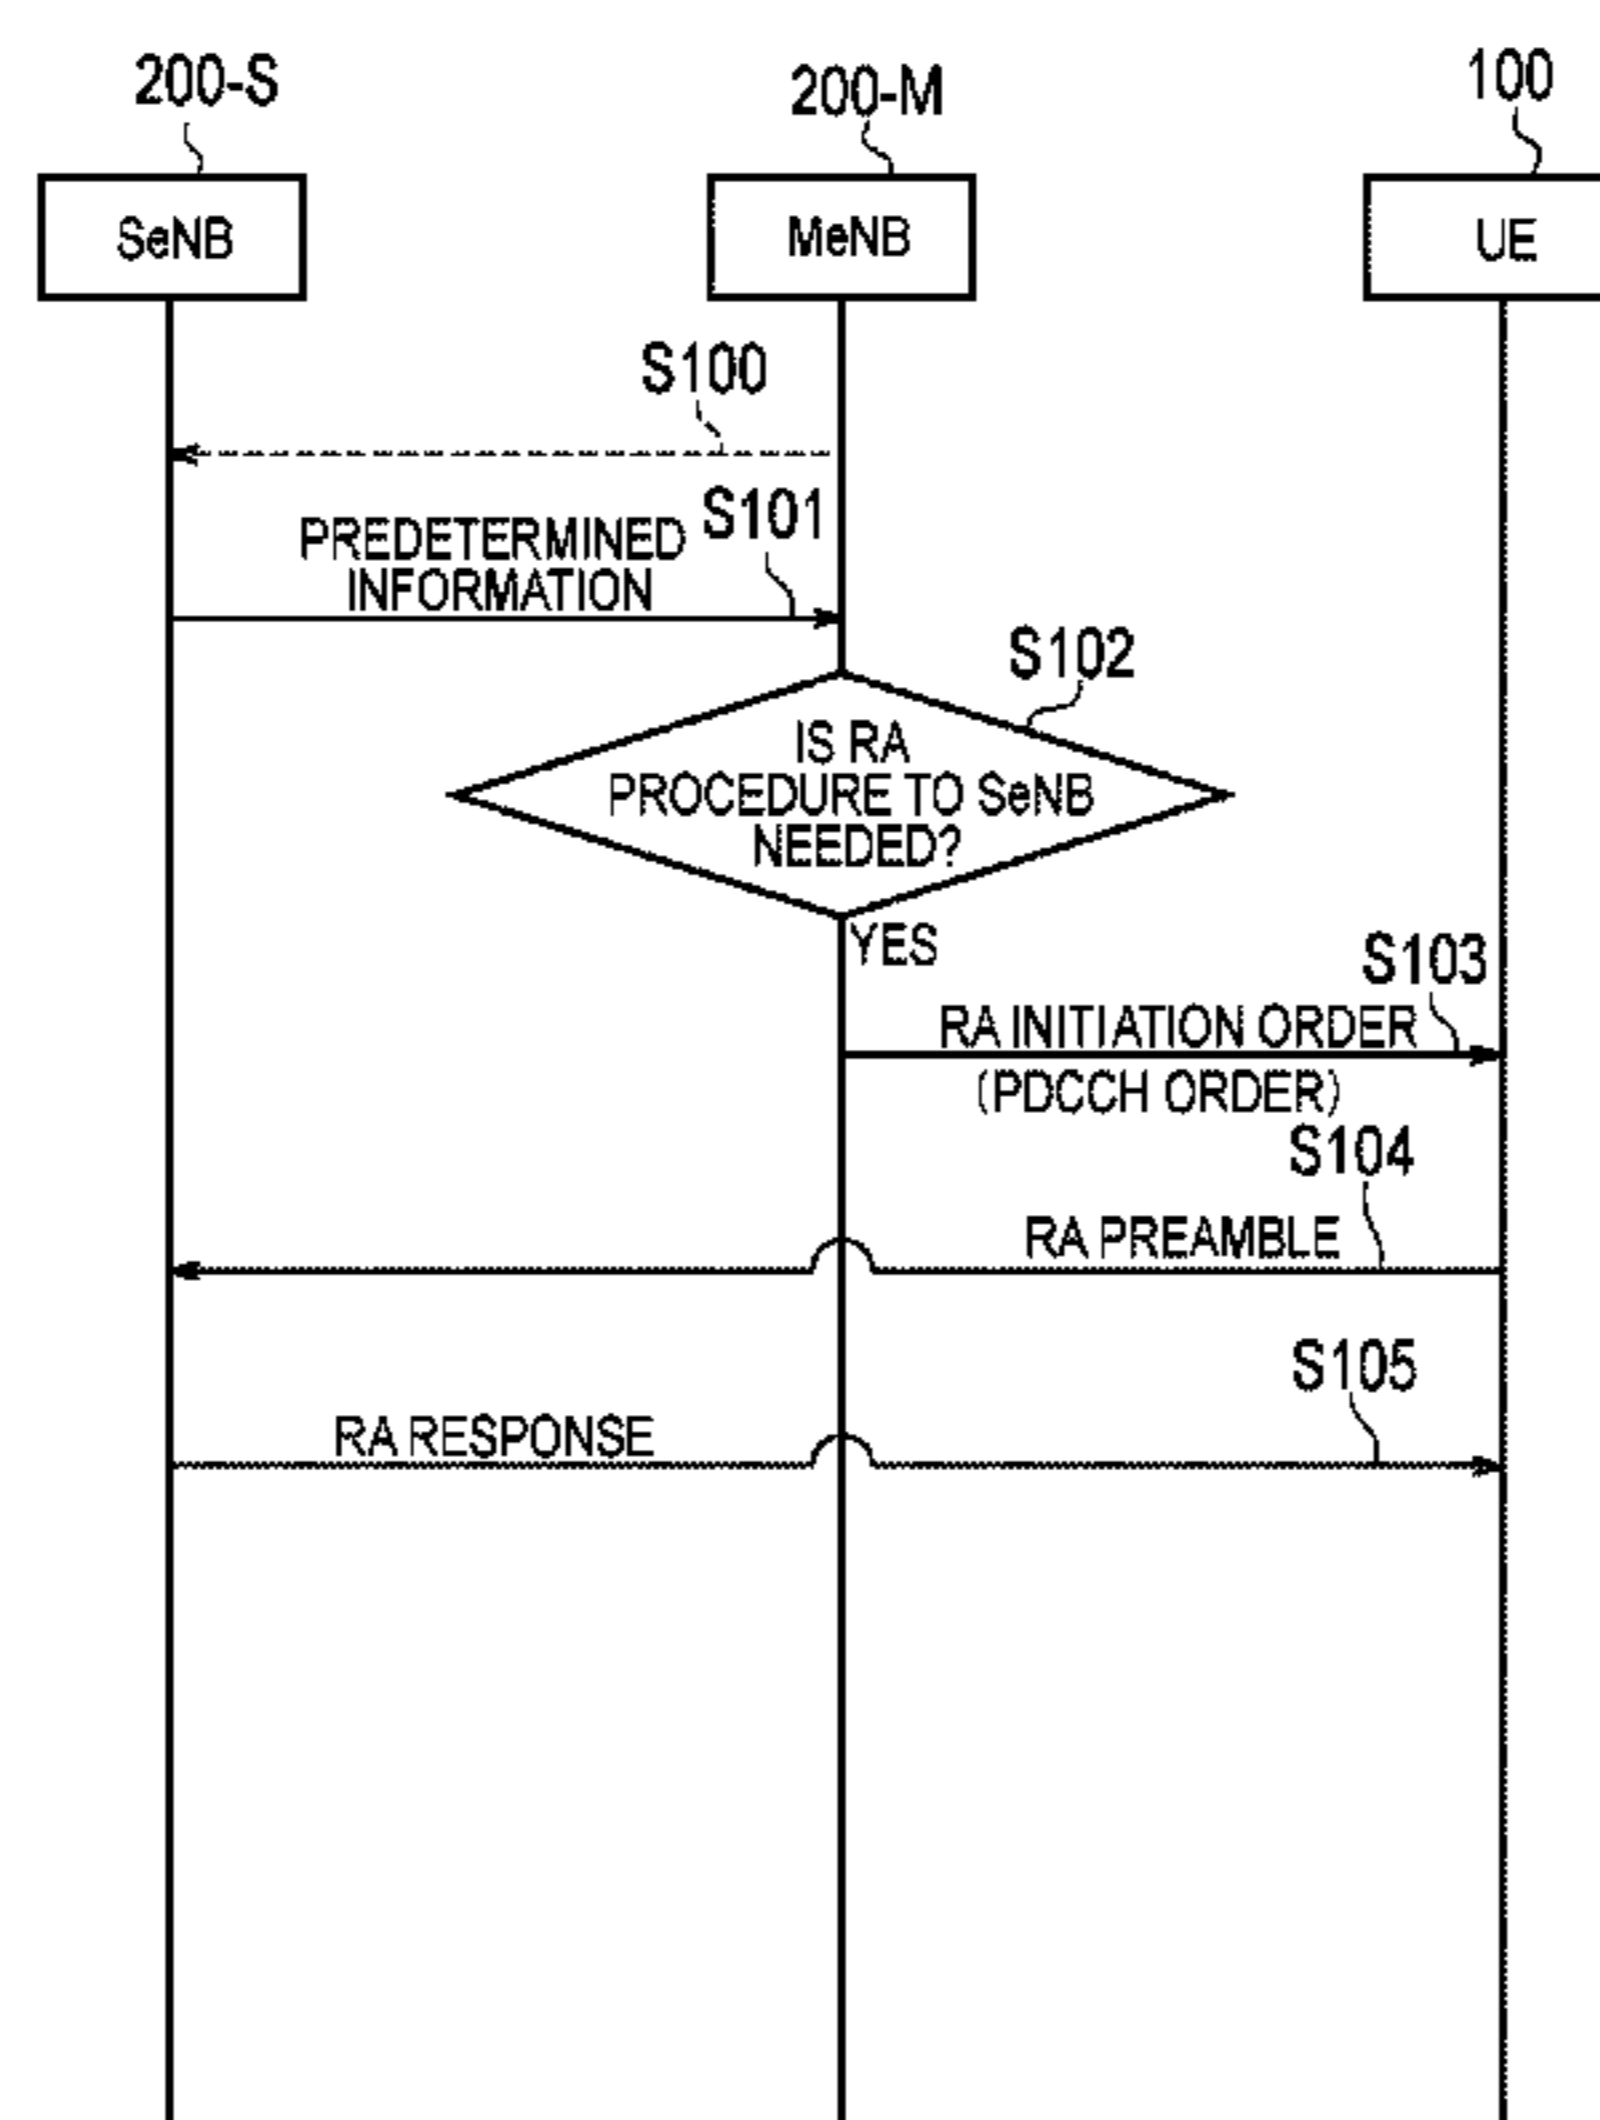 200-S
200-M
100
SeNB
MeNB
UE
S100
S101
PREDETERMINED
INFORMATION
S102
IS RA
PROCEDURE TO SeNB
NEEDED?
YES
S103
RA INITIATION ORDER
(PDCCH ORDER)
S104
RA PREAMBLE
S105
RA RESPONSE